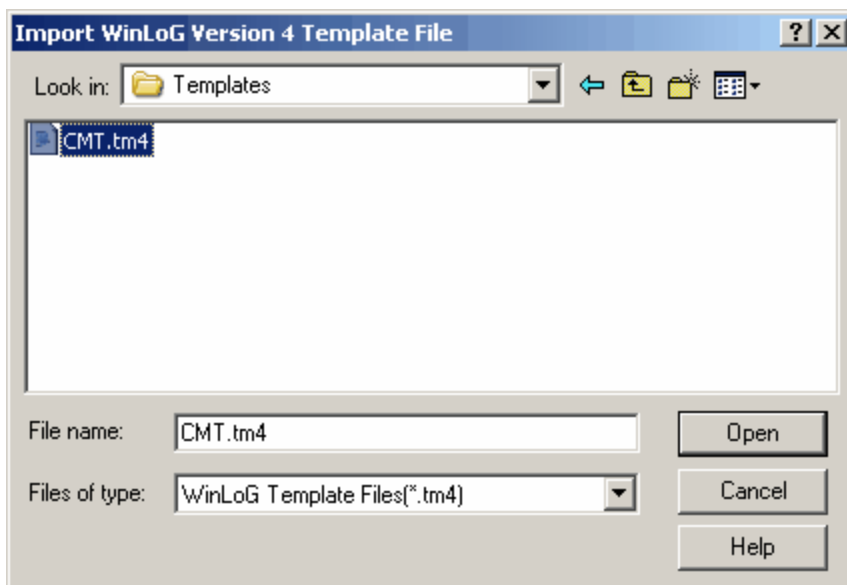 Import WinLoG Version 4 Template File
Look in: Templates
CMT.tm4
File name: CMT.tm4 Open
Files of type: WinLoG Template Files(*.tm4) Cancel
Help